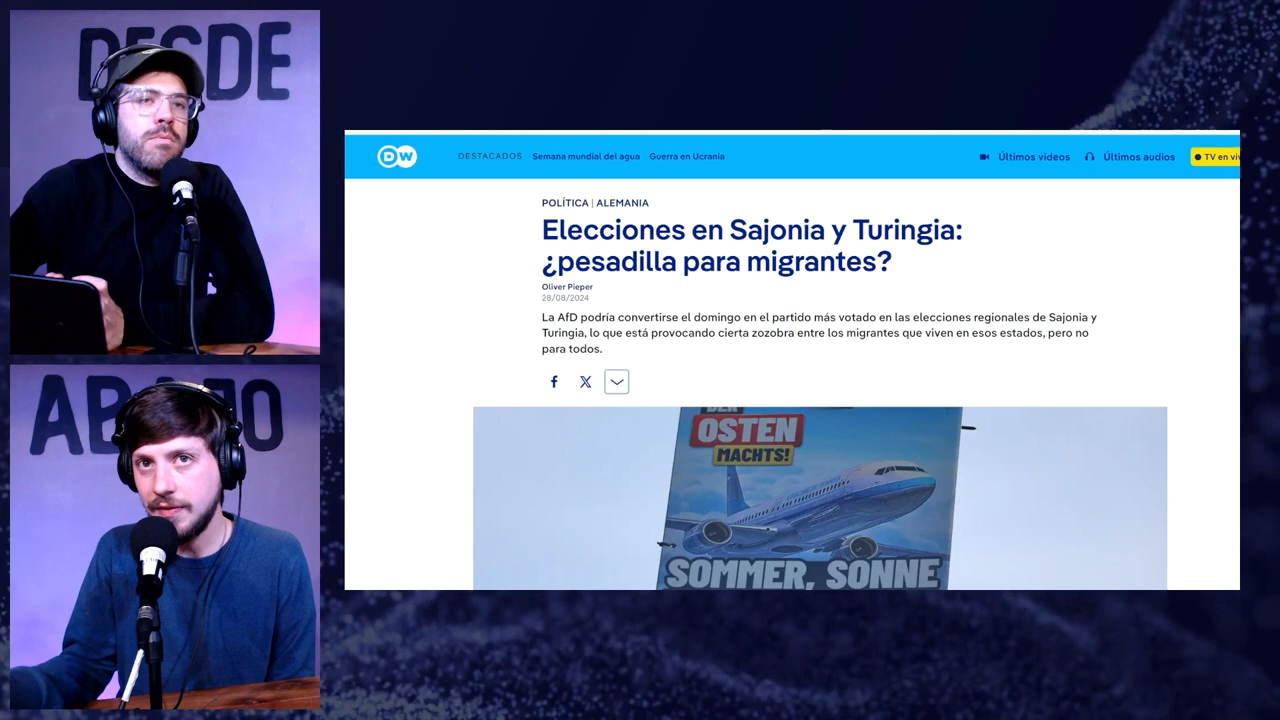 DESDE
ABAJO
DW
DESTACADOS Semana mundial del agua Guerra en Ucrania
Últimos videos Últimos audios TV en viv
POLÍTICA | ALEMANIA
Elecciones en Sajonia y Turingia:
¿pesadilla para migrantes?
Oliver Pieper
28/08/2024
La AfD podría convertirse el domingo en el partido más votado en las elecciones regionales de Sajonia y
Turingia, lo que está provocando cierta zozobra entre los migrantes que viven en esos estados, pero no
para todos.
DER
OSTEN
MACHTS!
SOMMER, SONNE